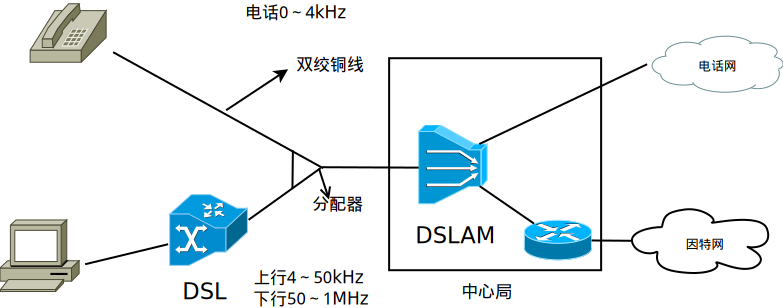 电话0~4kHz
双绞铜线
电话网
分配器
DSLAM
因特网
DSL
上行4~50kHz
下行50~1MHz
中心局